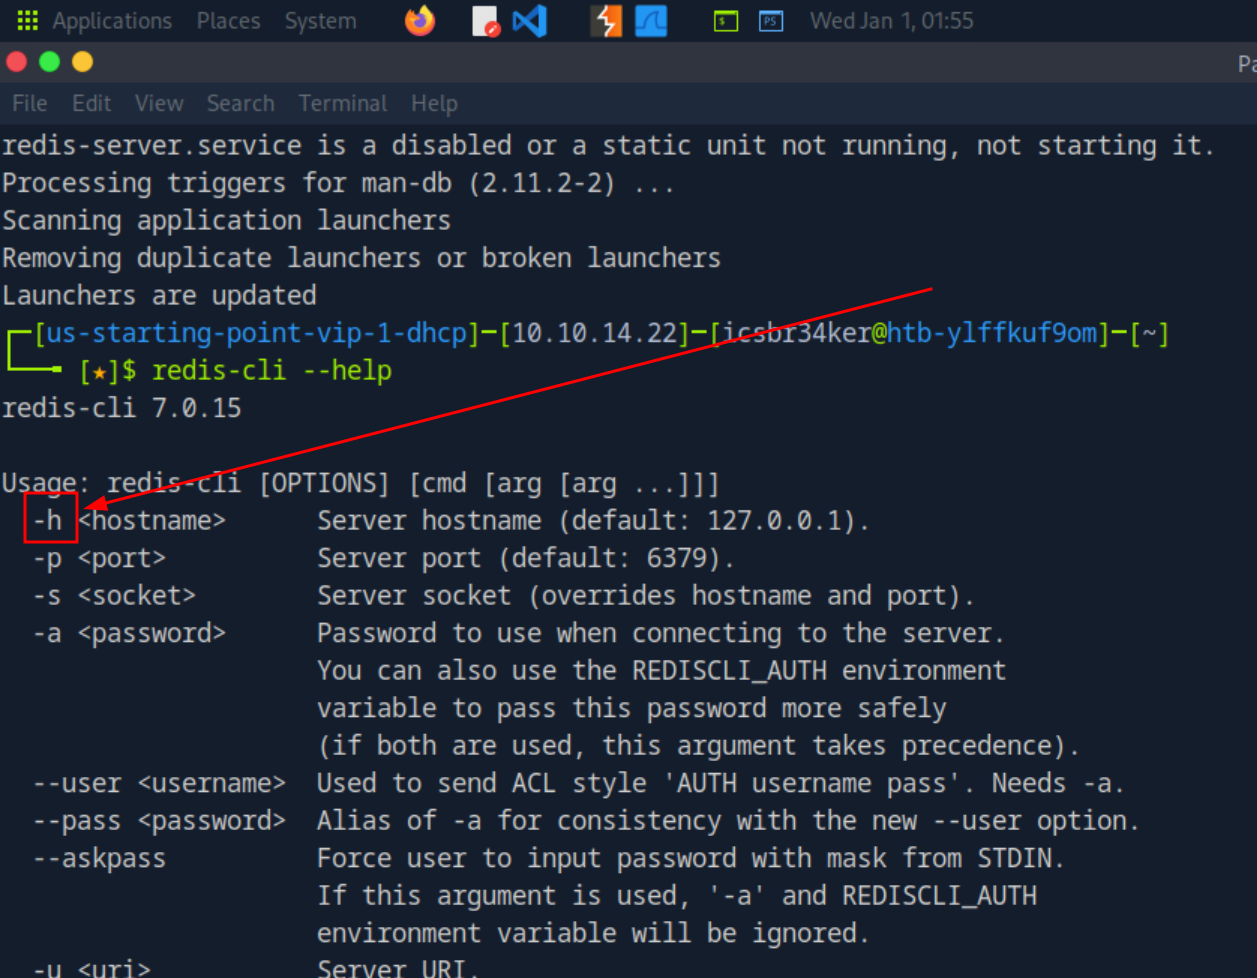 Applications Places System $ PS Wed Jan 1, 01:55
Pa
File Edit View Search Terminal Help
redis-server.service is a disabled or a static unit not running, not starting it.
Processing triggers for man-db (2.11.2-2) ...
Scanning application launchers
Removing duplicate launchers or broken launchers
Launchers are updated
┌─[us-starting-point-vip-1-dhcp]─[10.10.14.22]─[icsbr34ker@htb-ylffkuf9om]─[~]
└──╼ [★]$ redis-cli --help
redis-cli 7.0.15
Usage: redis-cli [OPTIONS] [cmd [arg [arg ...]]]
-h <hostname> Server hostname (default: 127.0.0.1).
-p <port> Server port (default: 6379).
-s <socket> Server socket (overrides hostname and port).
-a <password> Password to use when connecting to the server.
You can also use the REDISCLI_AUTH environment
variable to pass this password more safely
(if both are used, this argument takes precedence).
--user <username> Used to send ACL style 'AUTH username pass'. Needs -a.
--pass <password> Alias of -a for consistency with the new --user option.
--askpass Force user to input password with mask from STDIN.
If this argument is used, '-a' and REDISCLI_AUTH
environment variable will be ignored.
-u <uri> Server URI.